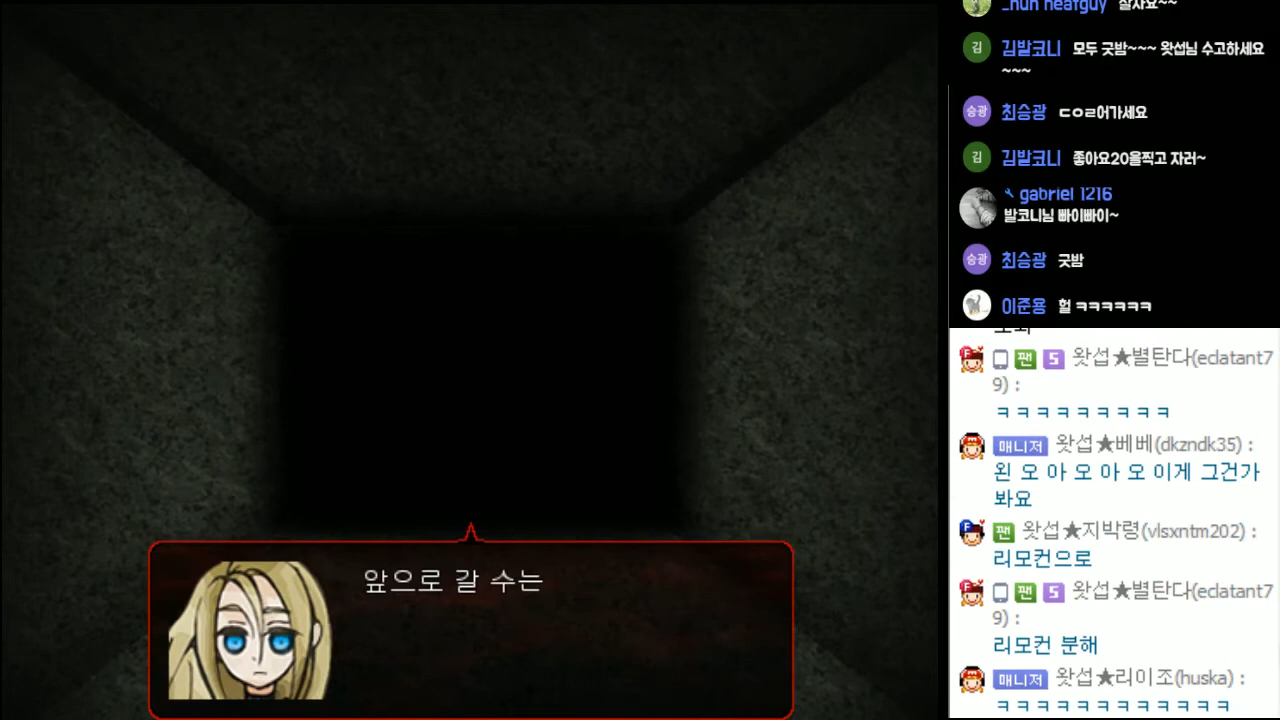 앞으로 갈 수는
_nun neatguy 잘자요~~
김 김발코니 모두 굿밤~~~ 왓섭님 수고하세요
~~~
승광 최승광 ㄷㅇㄹ어가세요
김 김발코니 좋아요20을찍고 자러~
gabriel 1216
발코니님 빠이빠이~
승광 최승광 굿밤
이준용 헐 ㅋㅋㅋㅋㅋㅋ
팬 5 왓섭★별탄다(eclatant7
9) :
ㅋㅋㅋㅋㅋㅋㅋㅋㅋ
매니저 왓섭★베베(dkzndk35) :
왼 오 아 오 아 오 이게 그건가
봐요
팬 왓섭★지박령(vlsxntm202) :
리모컨으로
팬 5 왓섭★별탄다(eclatant7
9) :
리모컨 분해
매니저 왓섭★리이조(huska) :
ㅋㅋㅋㅋㅋㅋㅋㅋㅋㅋㅋㅋ